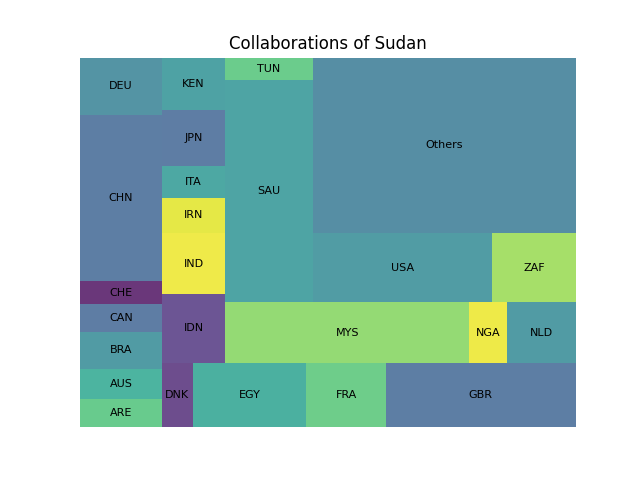 Collaborations of Sudan
DEU
KEN
TUN
Others
JPN
CHN
ITA
SAU
IRN
IND
USA
ZAF
CHE
CAN
IDN
MYS
NGA
NLD
BRA
AUS
ARE
DNK
EGY
FRA
GBR